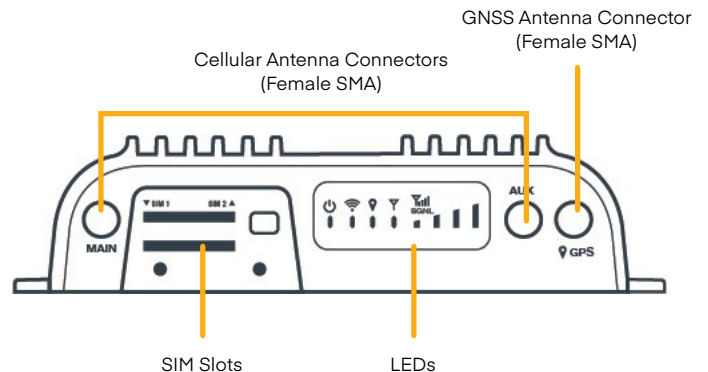 GNSS Antenna Connector
(Female SMA)
Cellular Antenna Connectors
(Female SMA)
SIM 1
SIM 2
SGNL
AUX
MAIN
GPS
SIM Slots
LEDs